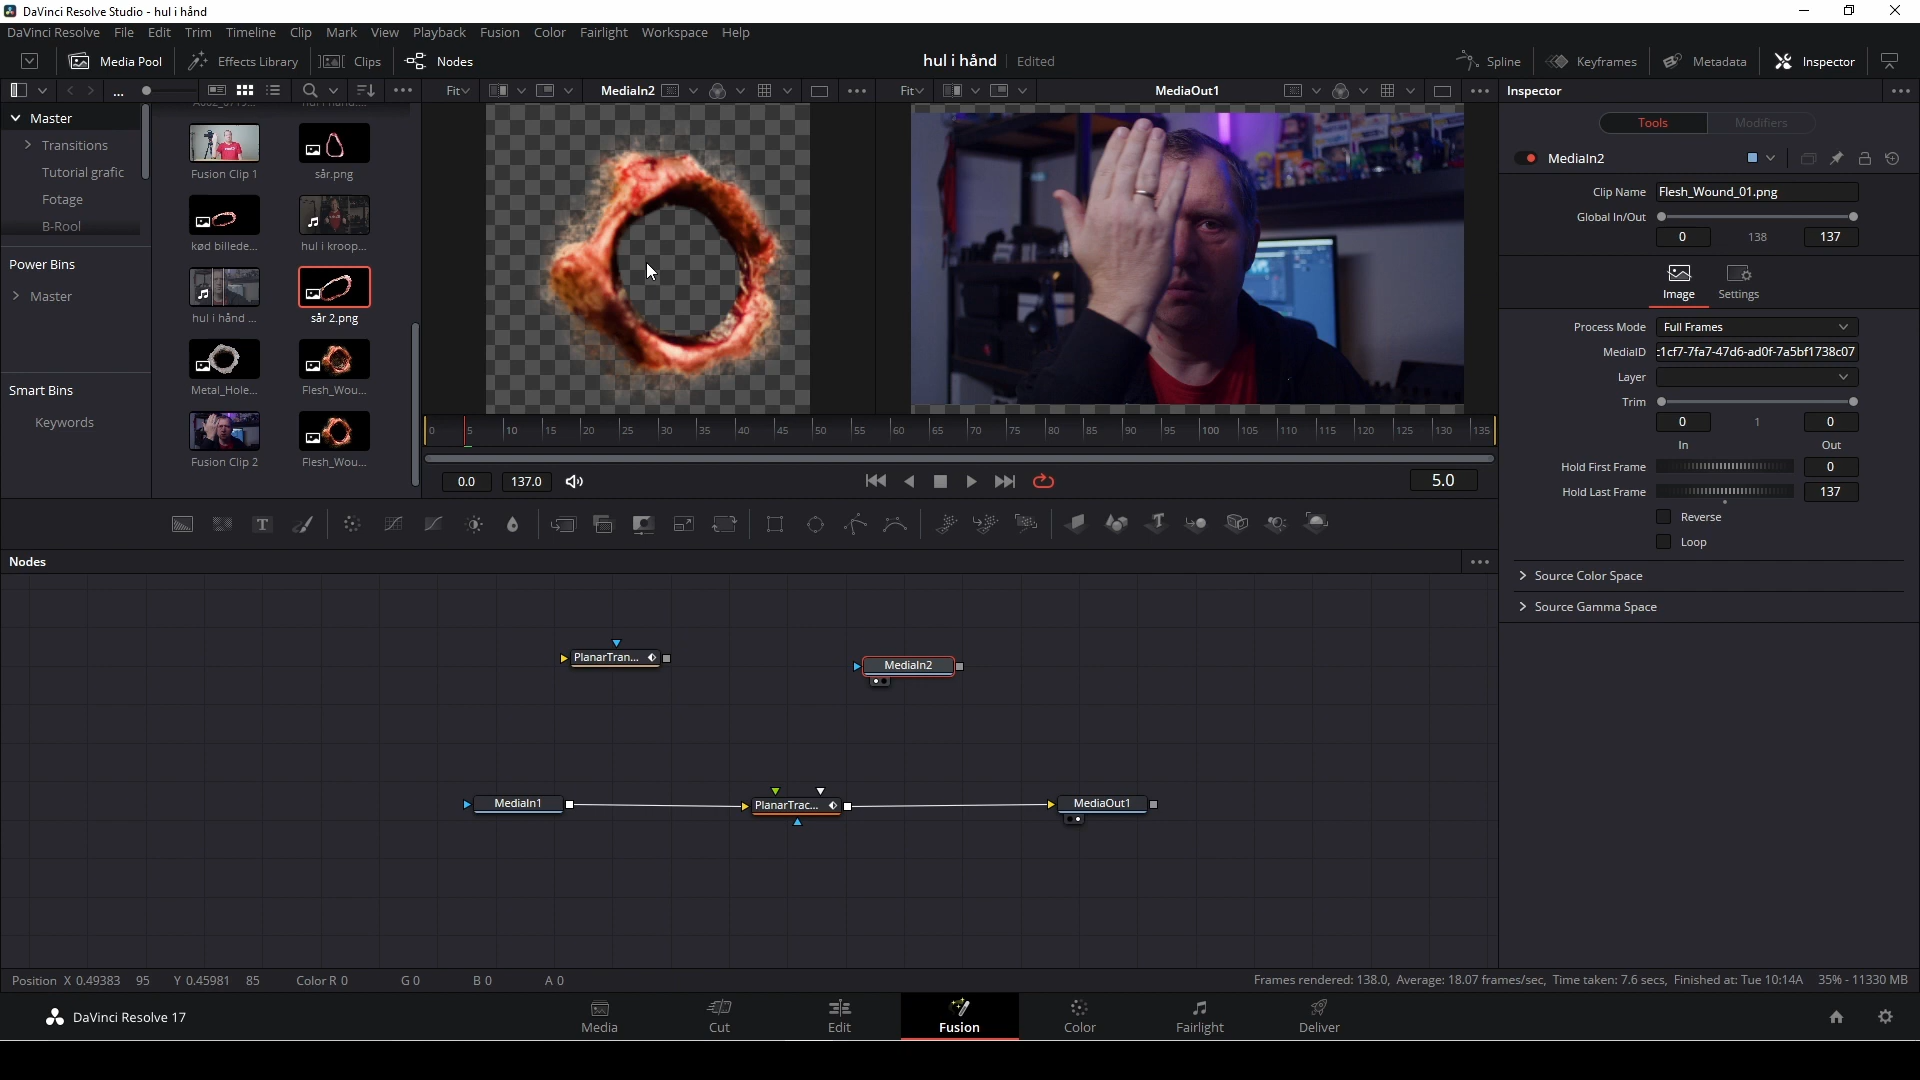 DaVinci Resolve Studio - hul i hånd
DaVinci Resolve File Edit Trim Timeline Clip Mark View Playback Fusion Color Fairlight Workspace Help
Media Pool Effects Library Clips Nodes hul i hånd Edited Spline Keyframes Metadata Inspector
... Fit MediaIn2 Fit MediaOut1 Inspector
Master
Transitions
Tutorial grafic
Footage
B-Rool
Power Bins
Master
Smart Bins
Keywords
Fusion Clip 1 sår.png
kød billede... hul i kroop...
hul i hånd ... sår 2.png
Metal_Hole... Flesh_Wou...
Fusion Clip 2 Flesh_Wou...
0 5 10 15 20 25 30 35 40 45 50 55 60 65 70 75 80 85 90 95 100 105 110 115 120 125 130 135
0.0 137.0 5.0
Tools Modifiers
MediaIn2
Clip Name Flesh_Wound_01.png
Global In/Out
0 138 137
Image Settings
Process Mode Full Frames
MediaID :1cf7-7fa7-47d6-ad0f-7a5bf1738c07
Layer
Trim
0 1 0
In Out
Hold First Frame 0
Hold Last Frame 137
Reverse
Loop
Source Color Space
Source Gamma Space
Nodes
PlanarTran...
MediaIn2
MediaIn1
PlanarTrac...
MediaOut1
Position X 0.49383 95 Y 0.45981 85 Color R 0 G 0 B 0 A 0
Frames rendered: 138.0, Average: 18.07 frames/sec, Time taken: 7.6 secs, Finished at: Tue 10:14A 35% - 11330 MB
DaVinci Resolve 17
Media Cut Edit Fusion Color Fairlight Deliver